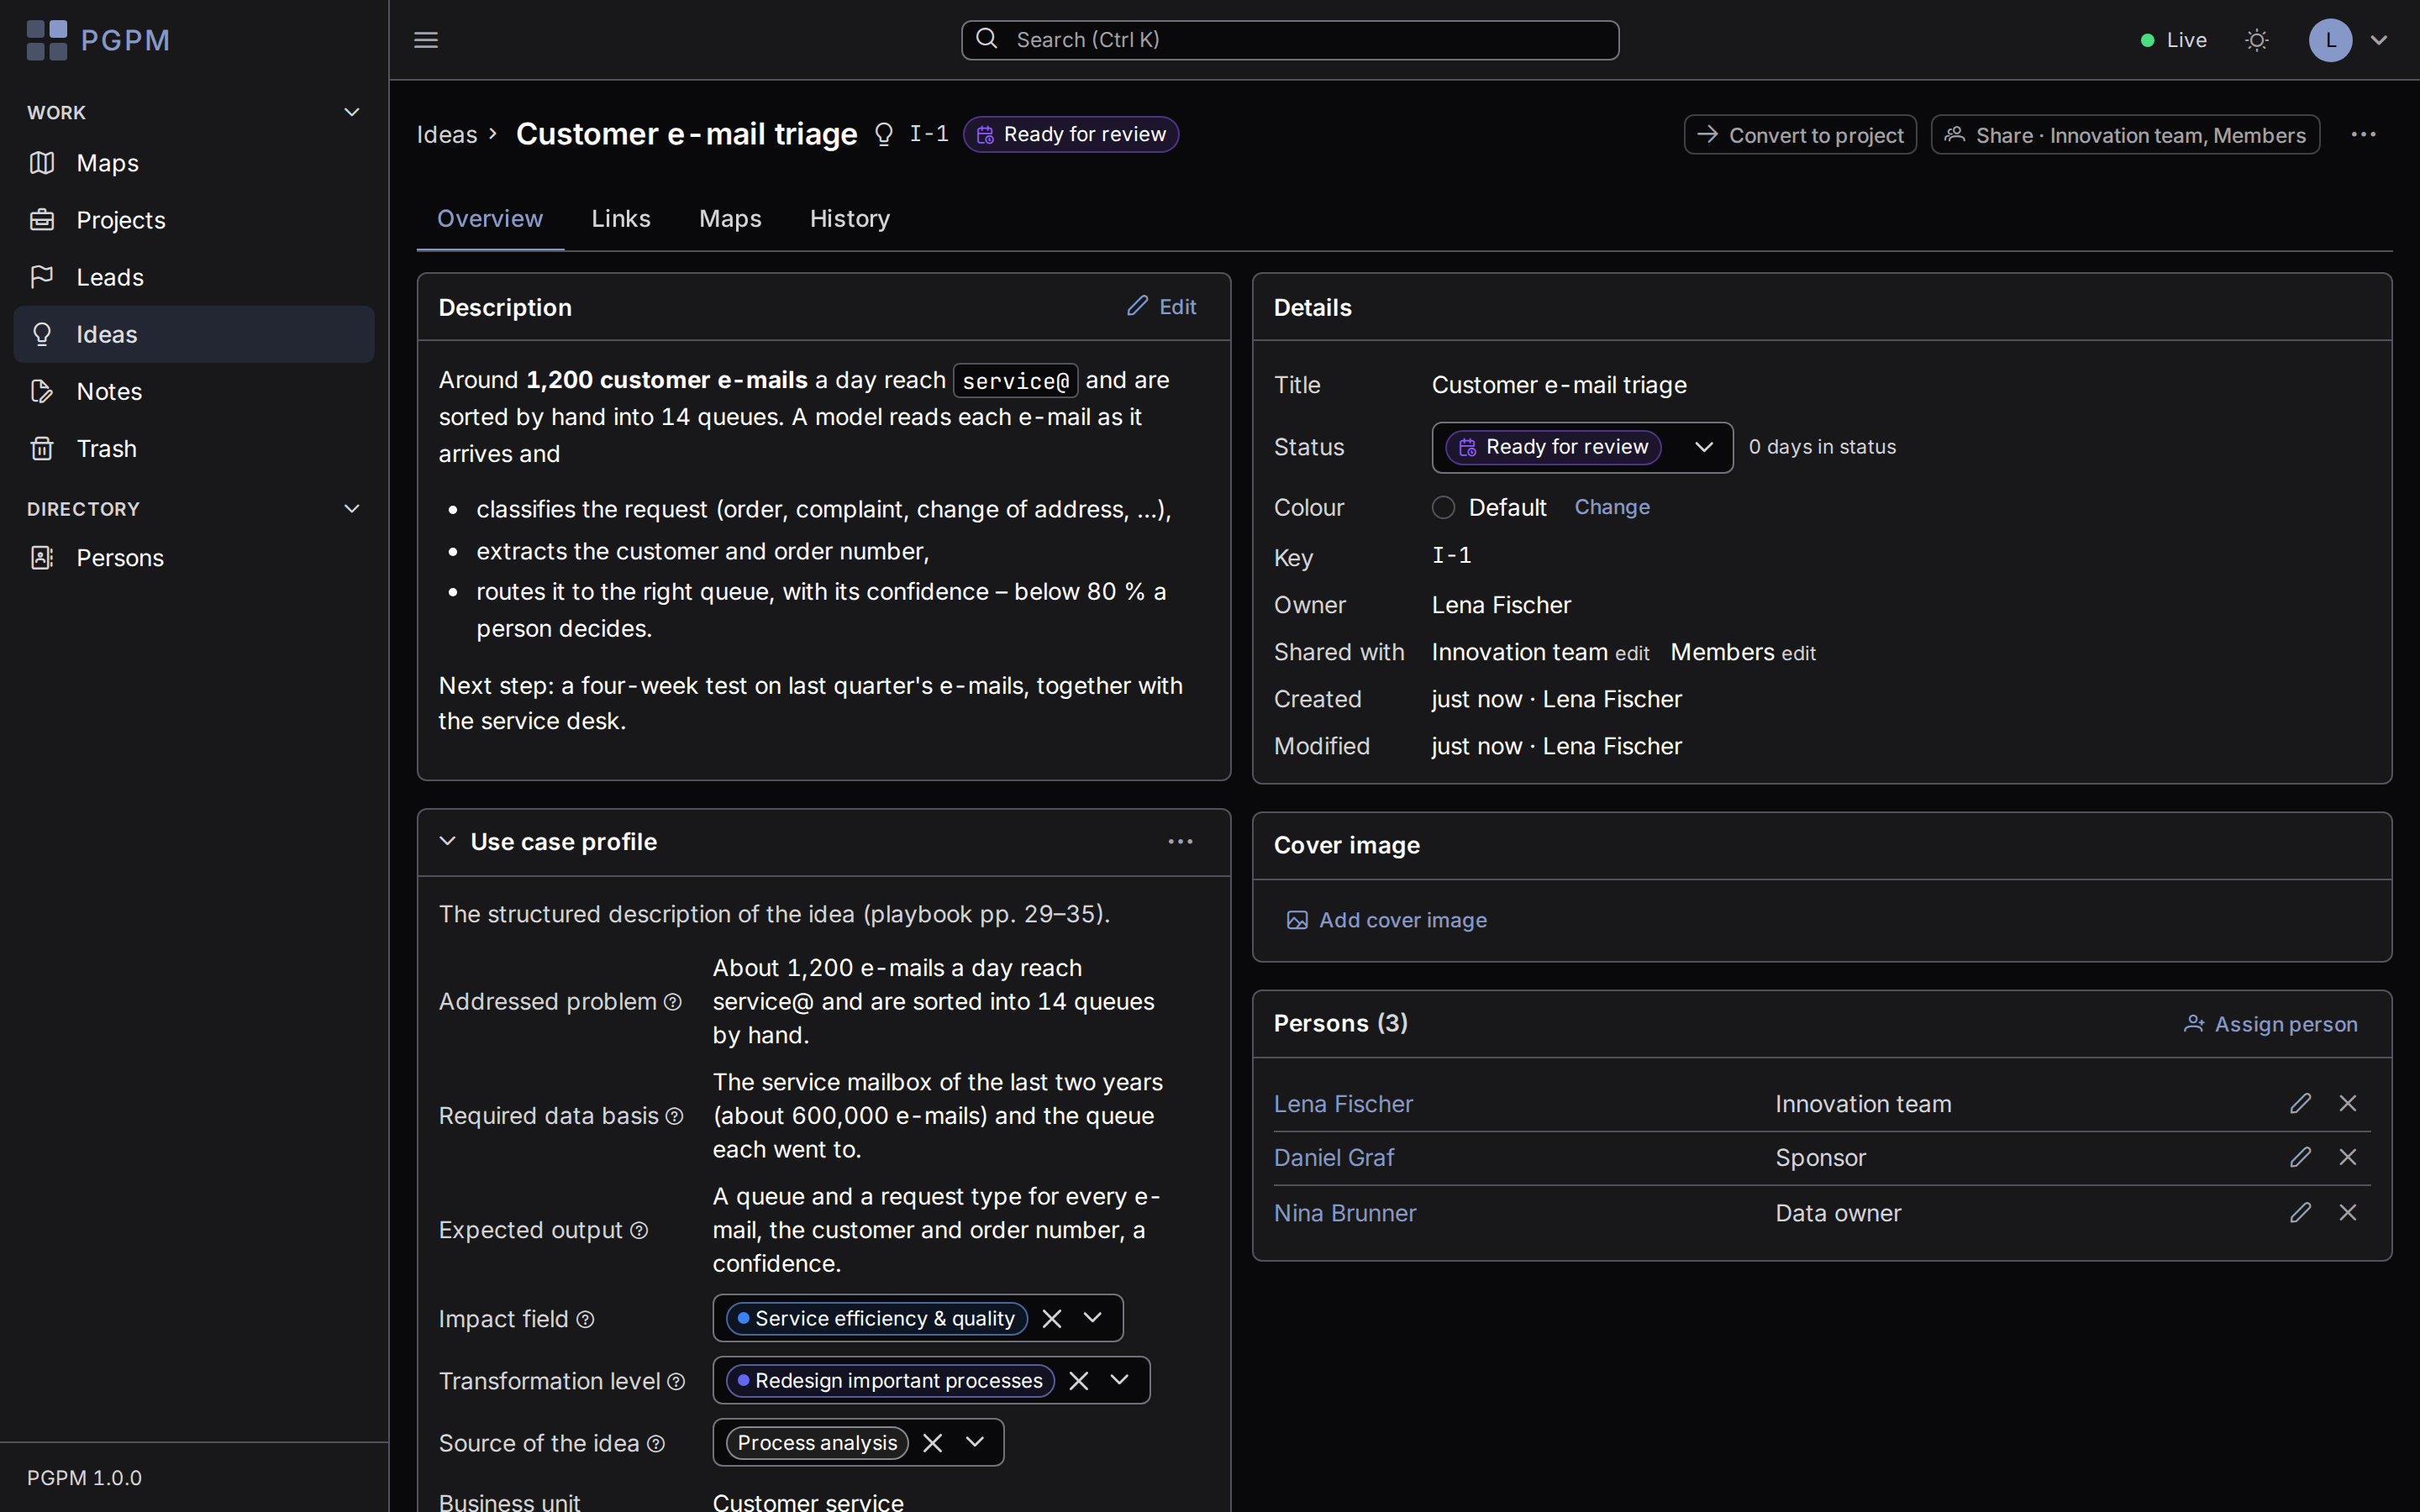 PGPM
Search (Ctrl K)
Live
L
WORK
Maps
Projects
Leads
Ideas
Notes
Trash
DIRECTORY
Persons
PGPM 1.0.0
Ideas
Customer e-mail triage
I-1
Ready for review
Convert to project
Share · Innovation team, Members
Overview
Links
Maps
History
Description
Edit
Around 1,200 customer e-mails a day reach service@ and are
sorted by hand into 14 queues. A model reads each e-mail as it
arrives and
• classifies the request (order, complaint, change of address, ...),
• extracts the customer and order number,
• routes it to the right queue, with its confidence – below 80 % a
person decides.
Next step: a four-week test on last quarter's e-mails, together with
the service desk.
Use case profile
The structured description of the idea (playbook pp. 29–35).
Addressed problem
About 1,200 e-mails a day reach
service@ and are sorted into 14 queues
by hand.
Required data basis
The service mailbox of the last two years
(about 600,000 e-mails) and the queue
each went to.
Expected output
A queue and a request type for every e-
mail, the customer and order number, a
confidence.
Impact field
Service efficiency & quality
Transformation level
Redesign important processes
Source of the idea
Process analysis
Business unit
Customer service
Details
Title
Customer e-mail triage
Status
Ready for review
0 days in status
Colour
Default
Change
Key
I-1
Owner
Lena Fischer
Shared with
Innovation team edit Members edit
Created
just now · Lena Fischer
Modified
just now · Lena Fischer
Cover image
Add cover image
Persons (3)
Assign person
Lena Fischer
Innovation team
Daniel Graf
Sponsor
Nina Brunner
Data owner